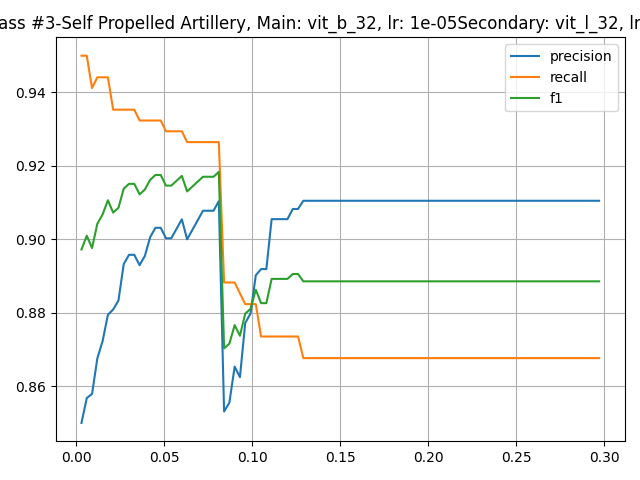 ass #3-Self Propelled Artillery, Main: vit_b_32, lr: 1e-05Secondary: vit_l_32, lr
precision
recall
f1
0.94
0.92
0.90
0.88
0.86
0.00 0.05 0.10 0.15 0.20 0.25 0.30